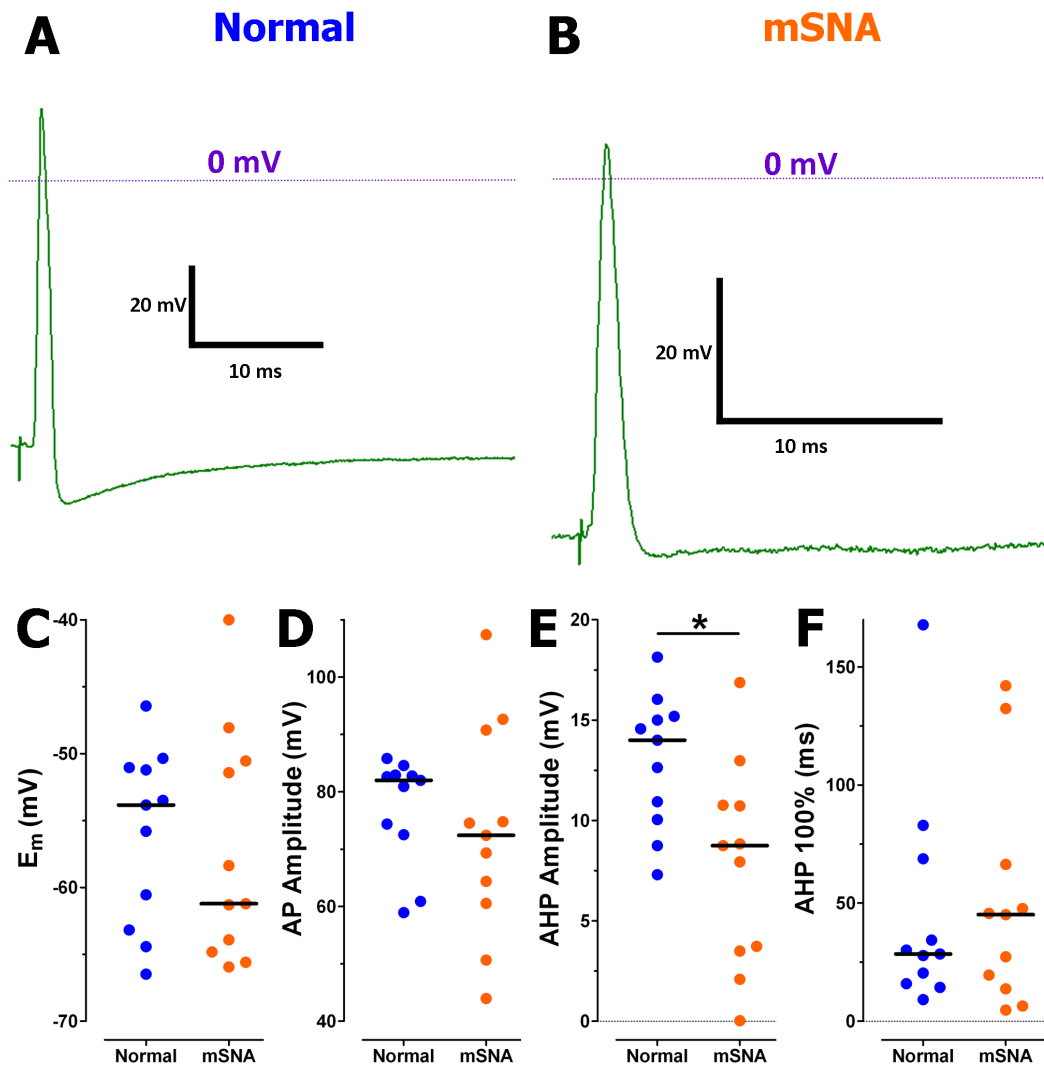 A
Normal
B
mSNA
0 mV
0 mV
20 mV
10 ms
20 mV
10 ms
C
-40
-50
-60
-70
Em (mV)
Normal
mSNA
D
100
80
60
40
AP Amplitude (mV)
Normal
mSNA
E
20
15
10
5
0
AHP Amplitude (mV)
*
Normal
mSNA
F
150
100
50
0
AHP 100% (ms)
Normal
mSNA